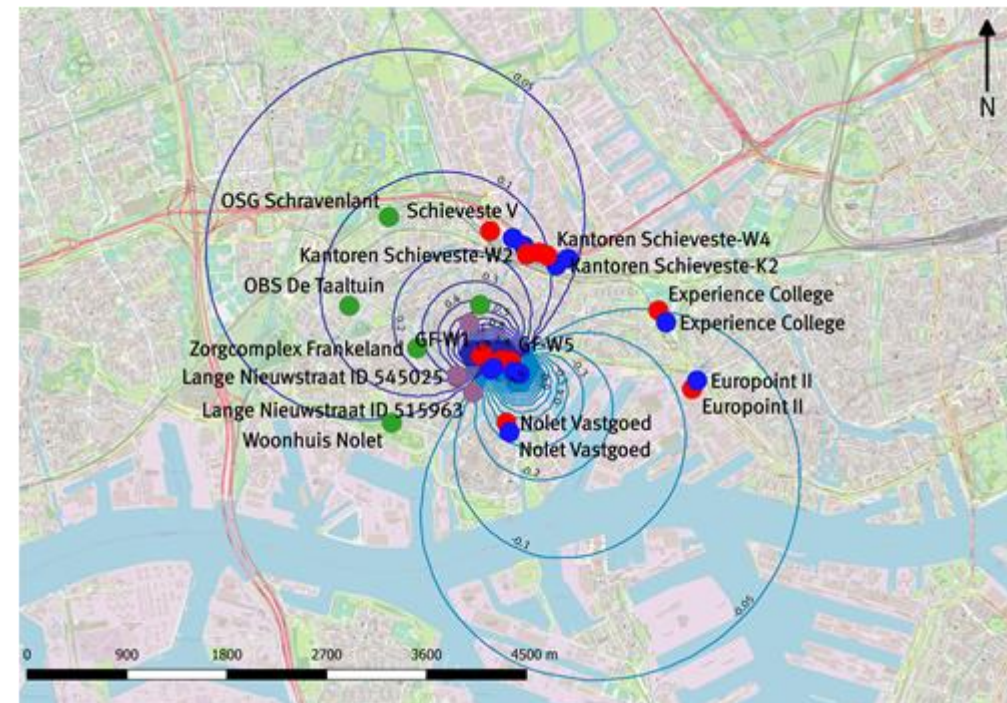 0.05
N
0.1
OSG Schravenlant
Schieveste V
Kantoren Schieveste-W4
Kantoren Schieveste-W2
Kantoren Schieveste-K2
OBS De Taaltuin
Experience College
Experience College
GF-W1
GF-W5
Zorgcomplex Frankeland
Lange Nieuwstraat ID 545025
Europoint II
Europoint II
Lange Nieuwstraat ID 515963
Nolet Vastgoed
Woonhuis Nolet
Nolet Vastgoed
-0.2
-0.1
-0.05
0 900 1800 2700 3600 4500 m